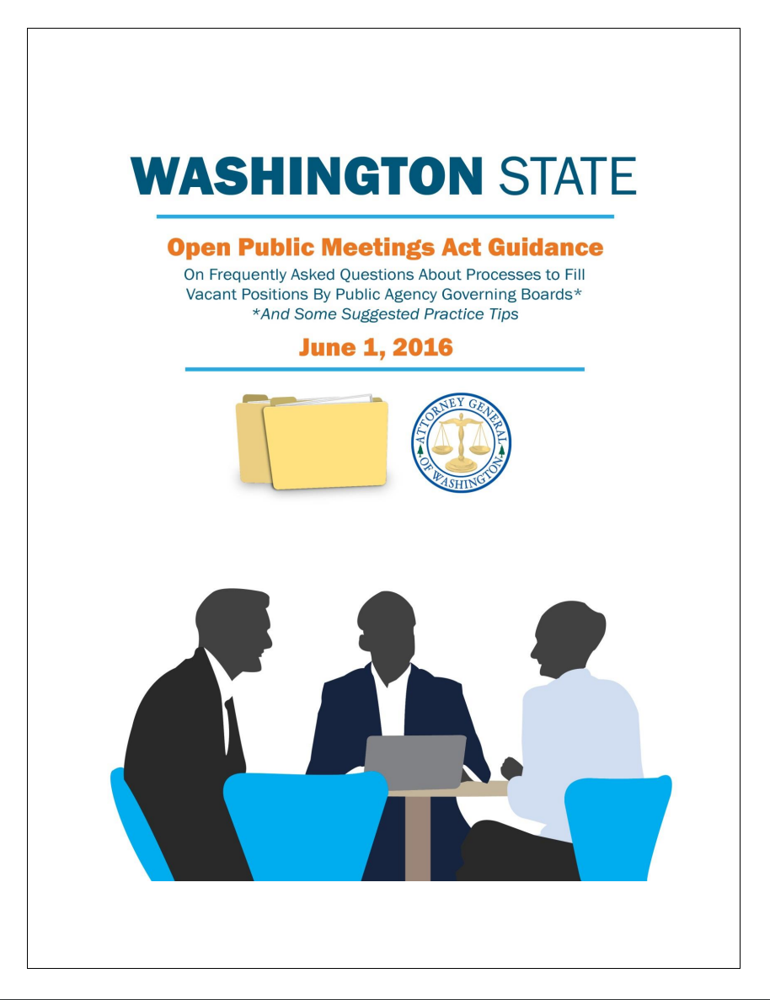 WASHINGTON STATE
Open Public Meetings Act Guidance
On Frequently Asked Questions About Processes to Fill
Vacant Positions By Public Agency Governing Boards*
*And Some Suggested Practice Tips
June 1, 2016
ATTORNEY GENERAL
OF WASHINGTON